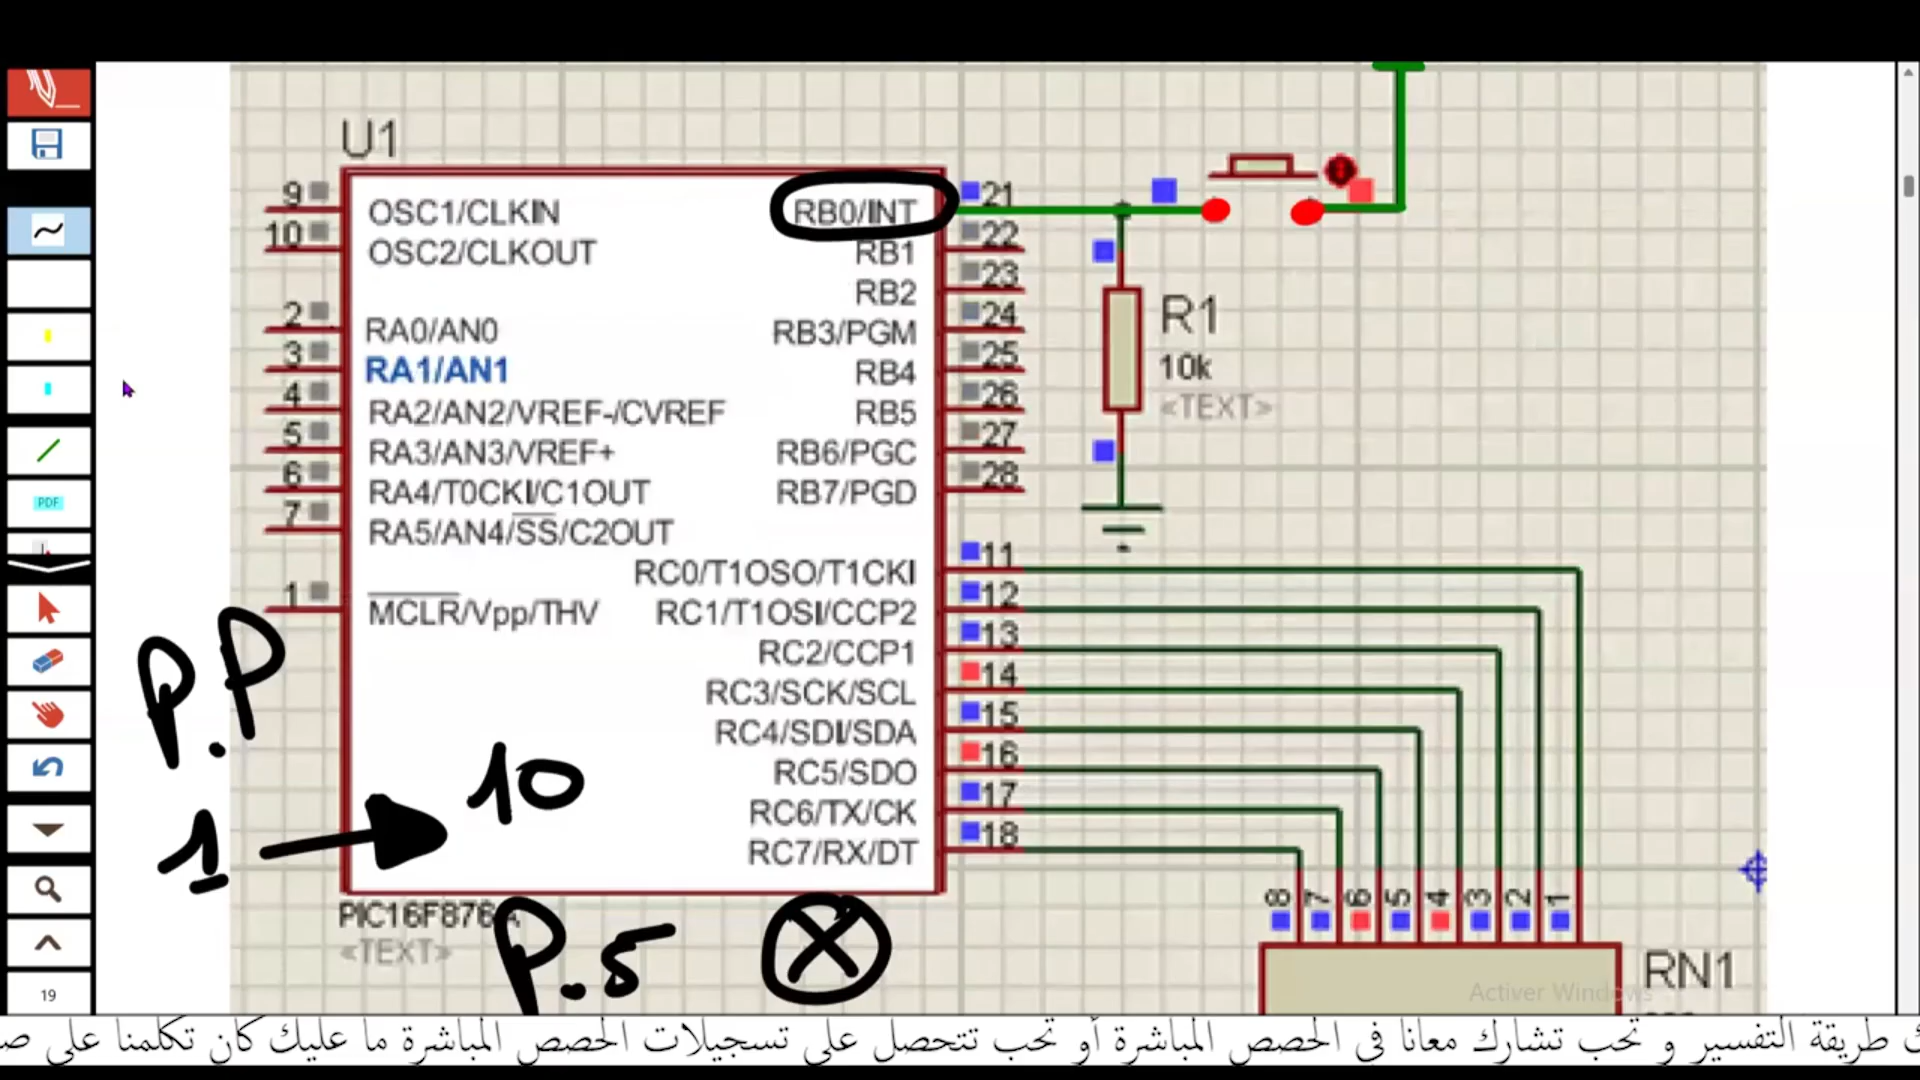 U1
9
10
2
3
4
5
6
7
1
OSC1/CLKIN
OSC2/CLKOUT
RA0/AN0
RA1/AN1
RA2/AN2/VREF-/CVREF
RA3/AN3/VREF+
RA4/T0CKI/C1OUT
RA5/AN4/SS/C2OUT
MCLR/Vpp/THV
RB0/INT
RB1
RB2
RB3/PGM
RB4
RB5
RB6/PGC
RB7/PGD
RC0/T1OSO/T1CKI
RC1/T1OSI/CCP2
RC2/CCP1
RC3/SCK/SCL
RC4/SDI/SDA
RC5/SDO
RC6/TX/CK
RC7/RX/DT
21
22
23
24
25
26
27
28
11
12
13
14
15
16
17
18
R1
10k
<TEXT>
P.P
1
10
PIC16F876A
<TEXT>
P.5
8 7 6 5 4 3 2 1
RN1
Activer Windows
PDF
19
طريقة التفسير و تحب تشارك معانا في الحصص المباشرة أو تحب تتحصل على تسجيلات الحصص المباشرة ما عليك كان تكلمنا على